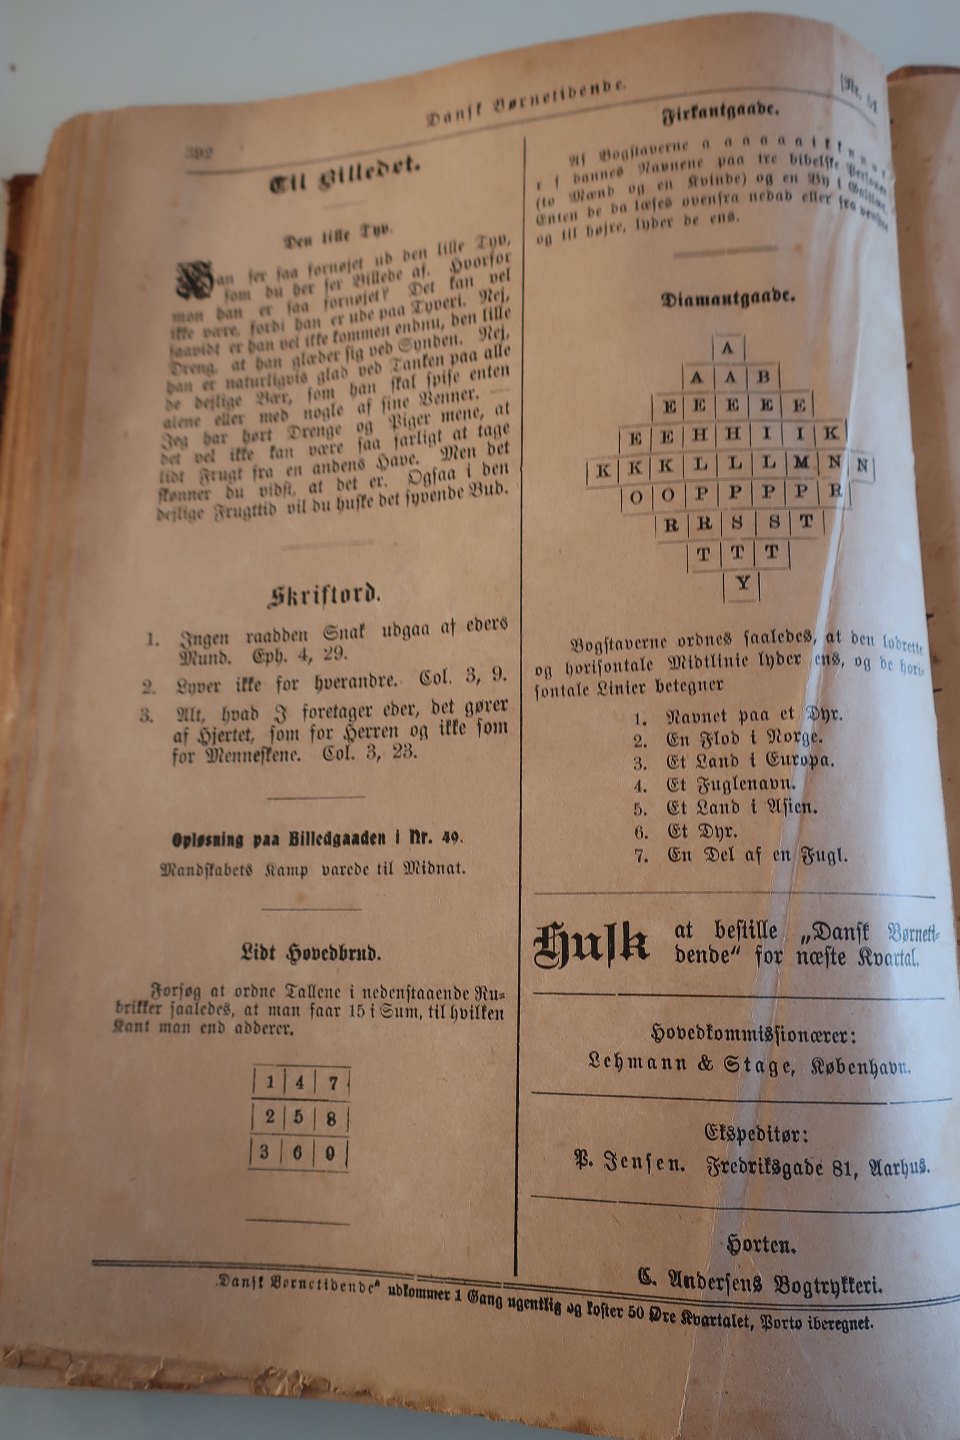 392
Dansk Børnetidende.
[Nr.
Til Billedet.
Den lille Tyv.
Han ser saa fornøjet ud den lille Tyv,
som du her ser Billede af. Hvorfor
mon han er saa fornøjet? Det kan vel
ikke være, fordi han er ude paa Tyveri. Nej,
saavidt er han vel ikke kommen endnu, den lille
Dreng, at han glæder sig ved Synden. Nej,
han er naturligvis glad ved Tanken paa alle
de dejlige Bær, som han skal spise enten
alene eller med nogle af sine Venner. —
Jeg har hørt Drenge og Piger mene, at
det vel ikke kan være saa farligt at tage
lidt Frugt fra en andens Have. Men det
skønner du vidst, at det er. Ogsaa i den
dejlige Frugttid vil du huske det syvende Bud.
Skriftord.
1. Ingen raadden Snak udgaa af eders
Mund. Eph. 4, 29.
2. Lyver ikke for hverandre. Col. 3, 9.
3. Alt, hvad I foretager eder, det gører
af Hjertet, som for Herren og ikke som
for Menneskene. Col. 3, 23.
Opløsning paa Billedgaaden i Nr. 49.
Mandskabets Kamp varede til Midnat.
Lidt Hovedbrud.
Forsøg at ordne Tallene i nedenstaaende Ru-
brikker saaledes, at man faar 15 i Sum, til hvilken
Kant man end adderer.
1 4 7
2 5 8
3 6 9
Firkantgaade.
Af Bogstaverne a a a a a i k n n o r
r s dannes Navnene paa tre bibelske Personer
(to Mænd og en Kvinde) og en By i Galilæa.
Enten de da læses ovenfra nedad eller fra venstre
og til højre, lyder de ens.
Diamantgaade.
A
A A B
E E E E E
E E H H I I K
K K K L L L M N N
O O P P P P R
R R S S T
T T T
Y
Bogstaverne ordnes saaledes, at den lodrette
og horisontale Midtlinie lyder ens, og de hori-
sontale Linier betegner
1. Navnet paa et Dyr.
2. En Flod i Norge.
3. Et Land i Europa.
4. Et Fuglenavn.
5. Et Land i Asien.
6. Et Dyr.
7. En Del af en Fugl.
Husk at bestille „Dansk Børneti-
dende“ for næste Kvartal.
Hovedkommissionærer:
Lehmann & Stage, København.
Ekspeditør:
P. Jensen. Fredriksgade 81, Aarhus.
Horten.
C. Andersens Bogtrykkeri.
„Dansk Børnetidende“ udkommer 1 Gang ugentlig og koster 50 Øre Kvartalet, Porto iberegnet.